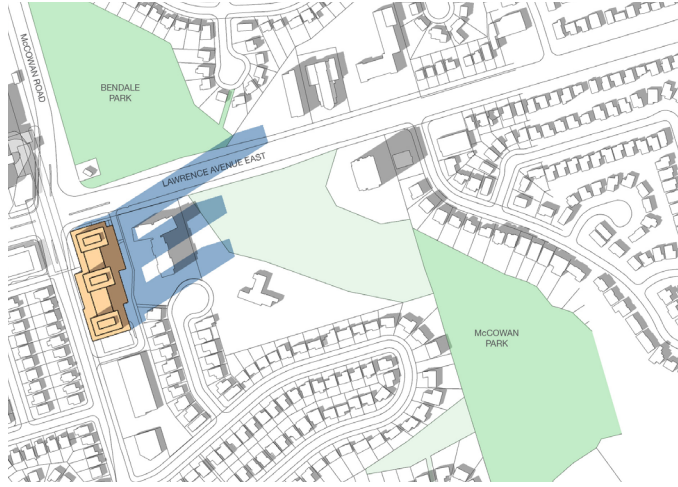 McCOWAN ROAD
BENDALE
PARK
LAWRENCE AVENUE EAST
McCOWAN
PARK